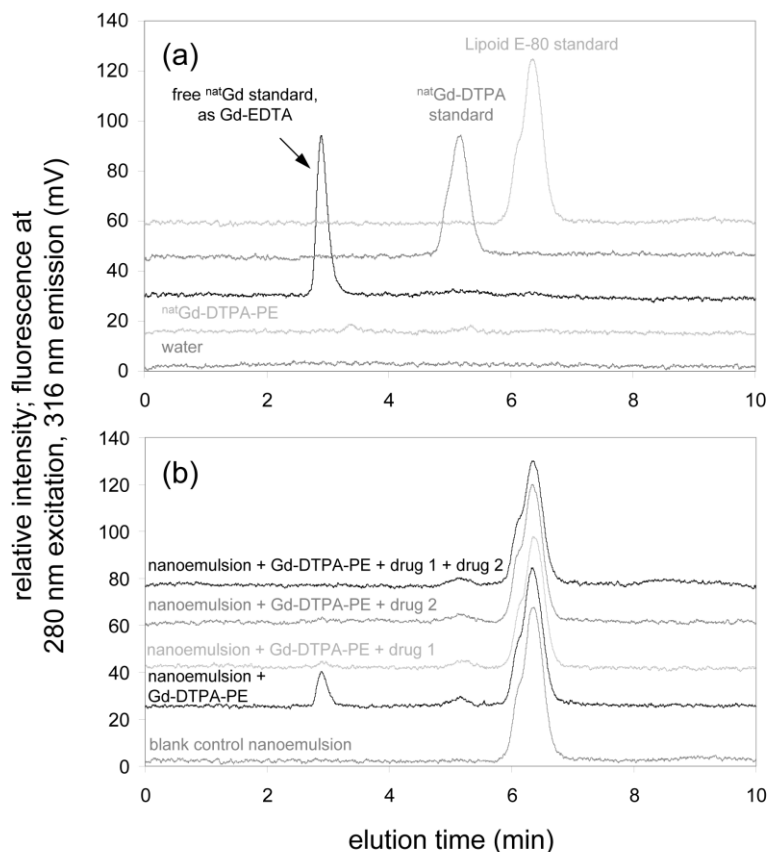 relative intensity; fluorescence at
280 nm excitation, 316 nm emission (mV)
140
120
100
80
60
40
20
0
(a)
Lipoid E-80 standard
free natGd standard,
as Gd-EDTA
natGd-DTPA
standard
natGd-DTPA-PE
water
0 2 4 6 8 10
140
120
100
80
60
40
20
0
(b)
nanoemulsion + Gd-DTPA-PE + drug 1 + drug 2
nanoemulsion + Gd-DTPA-PE + drug 2
nanoemulsion + Gd-DTPA-PE + drug 1
nanoemulsion +
Gd-DTPA-PE
blank control nanoemulsion
0 2 4 6 8 10
elution time (min)